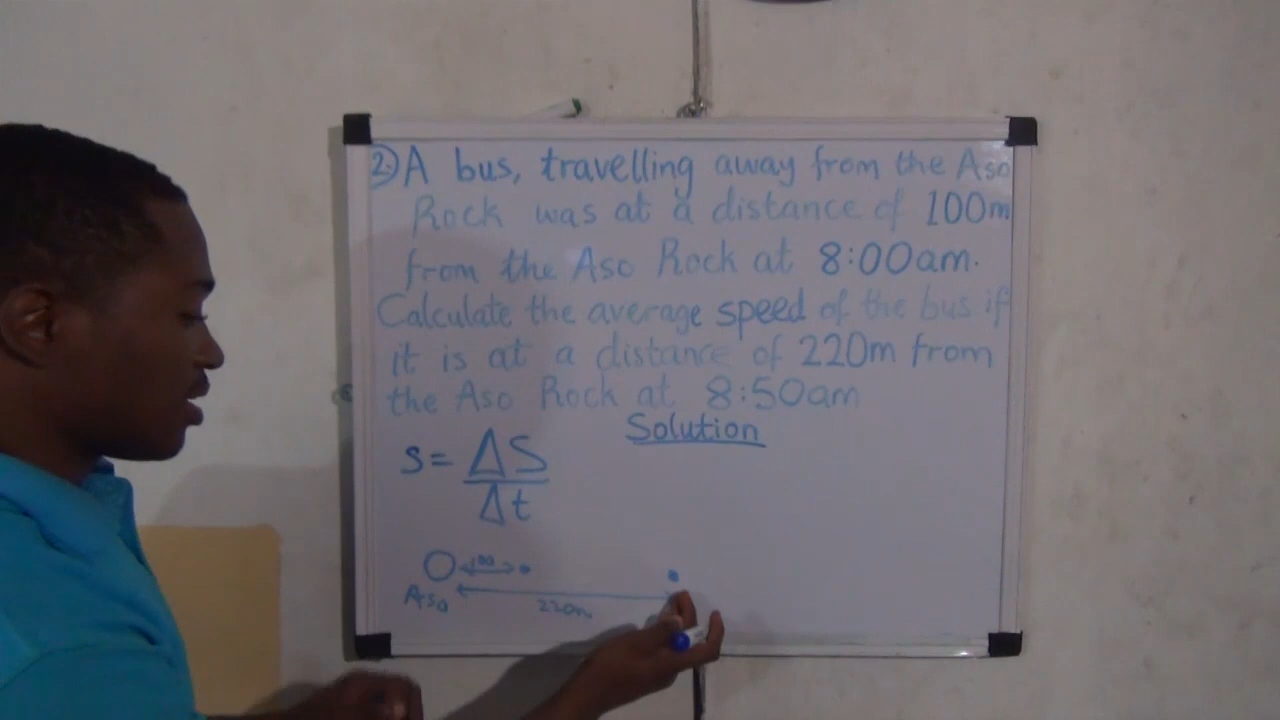 2. A bus, travelling away from the Aso
Rock was at a distance of 100m
from the Aso Rock at 8:00am.
Calculate the average speed of the bus if
it is at a distance of 220m from
the Aso Rock at 8:50am
Solution
s = ΔS
Δt
100
Aso
220m